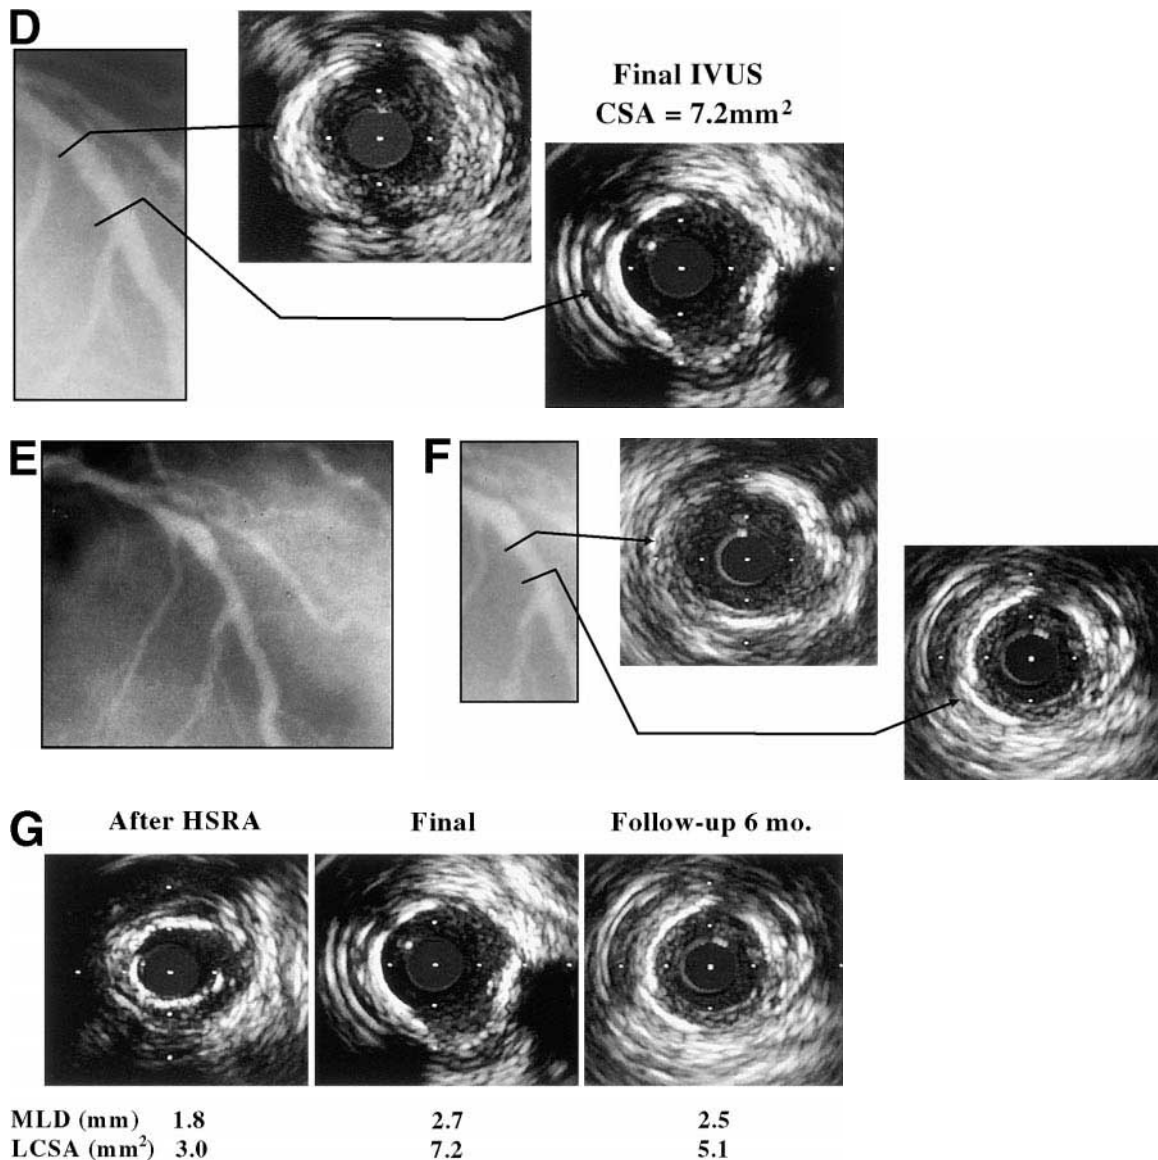 D
Final IVUS
CSA = 7.2mm²
E
F
G
After HSRA Final Follow-up 6 mo.
MLD (mm) 1.8 2.7 2.5
LCSA (mm²) 3.0 7.2 5.1